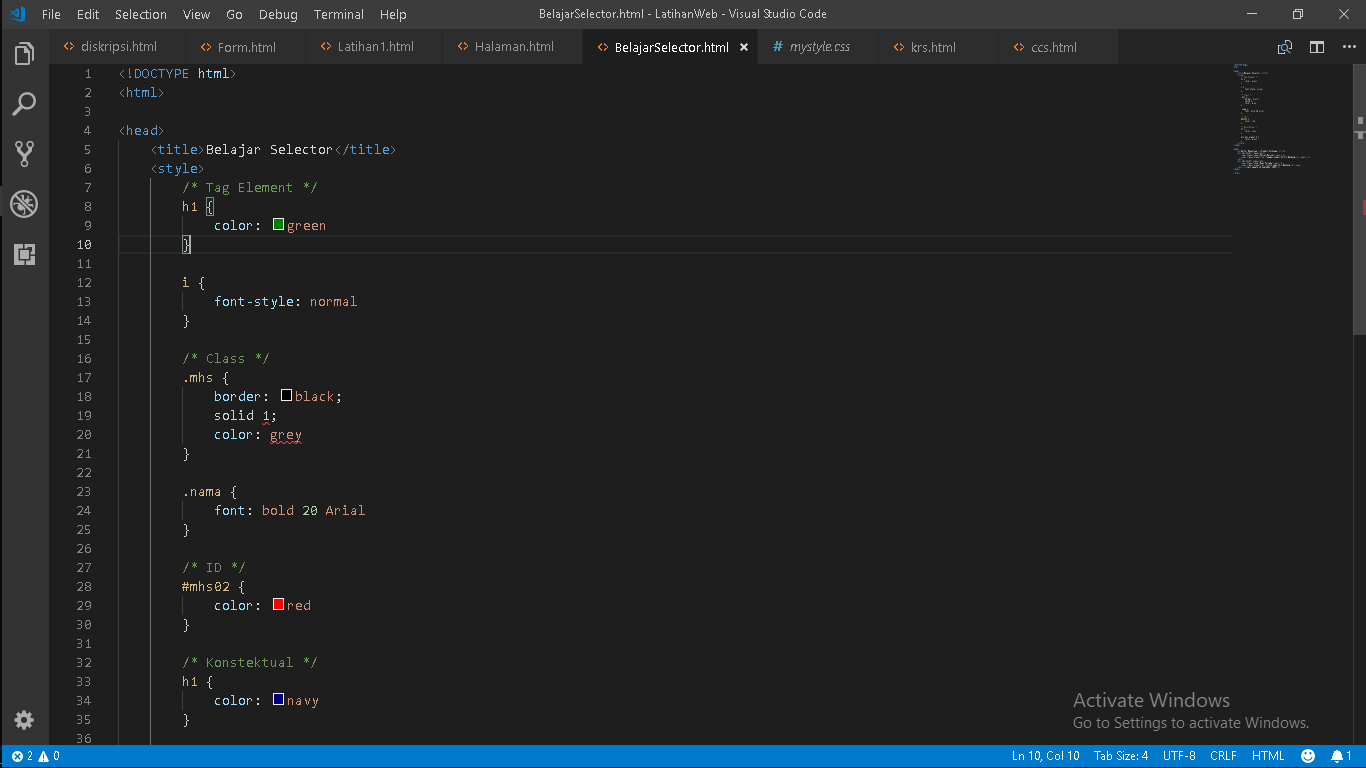 File Edit Selection View Go Debug Terminal Help BelajarSelector.html - LatihanWeb - Visual Studio Code
diskripsi.html Form.html Latihan1.html Halaman.html BelajarSelector.html mystyle.css krs.html ccs.html
1 <!DOCTYPE html>
2 <html>
3
4 <head>
5 <title>Belajar Selector</title>
6 <style>
7 /* Tag Element */
8 h1 {
9 color: green
10 }
11
12 i {
13 font-style: normal
14 }
15
16 /* Class */
17 .mhs {
18 border: black;
19 solid 1;
20 color: grey
21 }
22
23 .nama {
24 font: bold 20 Arial
25 }
26
27 /* ID */
28 #mhs02 {
29 color: red
30 }
31
32 /* Konstektual */
33 h1 {
34 color: navy
35 }
36
Activate Windows
Go to Settings to activate Windows.
2 0 Ln 10, Col 10 Tab Size: 4 UTF-8 CRLF HTML 1